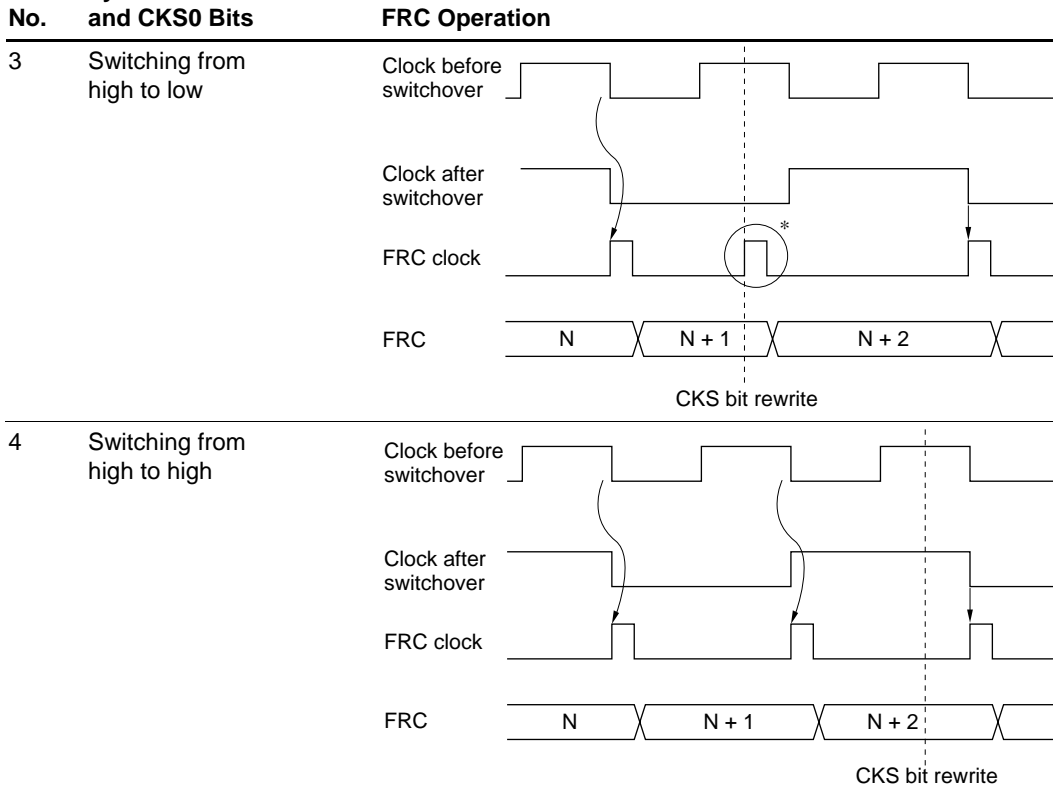 No. and CKS0 Bits FRC Operation
3 Switching from
high to low
Clock before
switchover
Clock after
switchover
*
FRC clock
FRC N N + 1 N + 2
CKS bit rewrite
4 Switching from
high to high
Clock before
switchover
Clock after
switchover
FRC clock
FRC N N + 1 N + 2
CKS bit rewrite